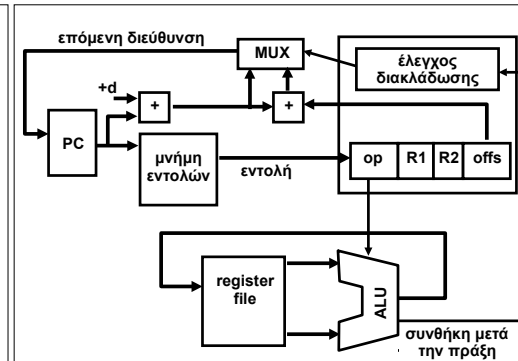 επόμενη διεύθυνση
MUX
έλεγχος
διακλάδωσης
+d
+
+
PC
μνήμη
εντολών
εντολή
op R1 R2 offs
register
file
ALU
συνθήκη μετά
την πράξη